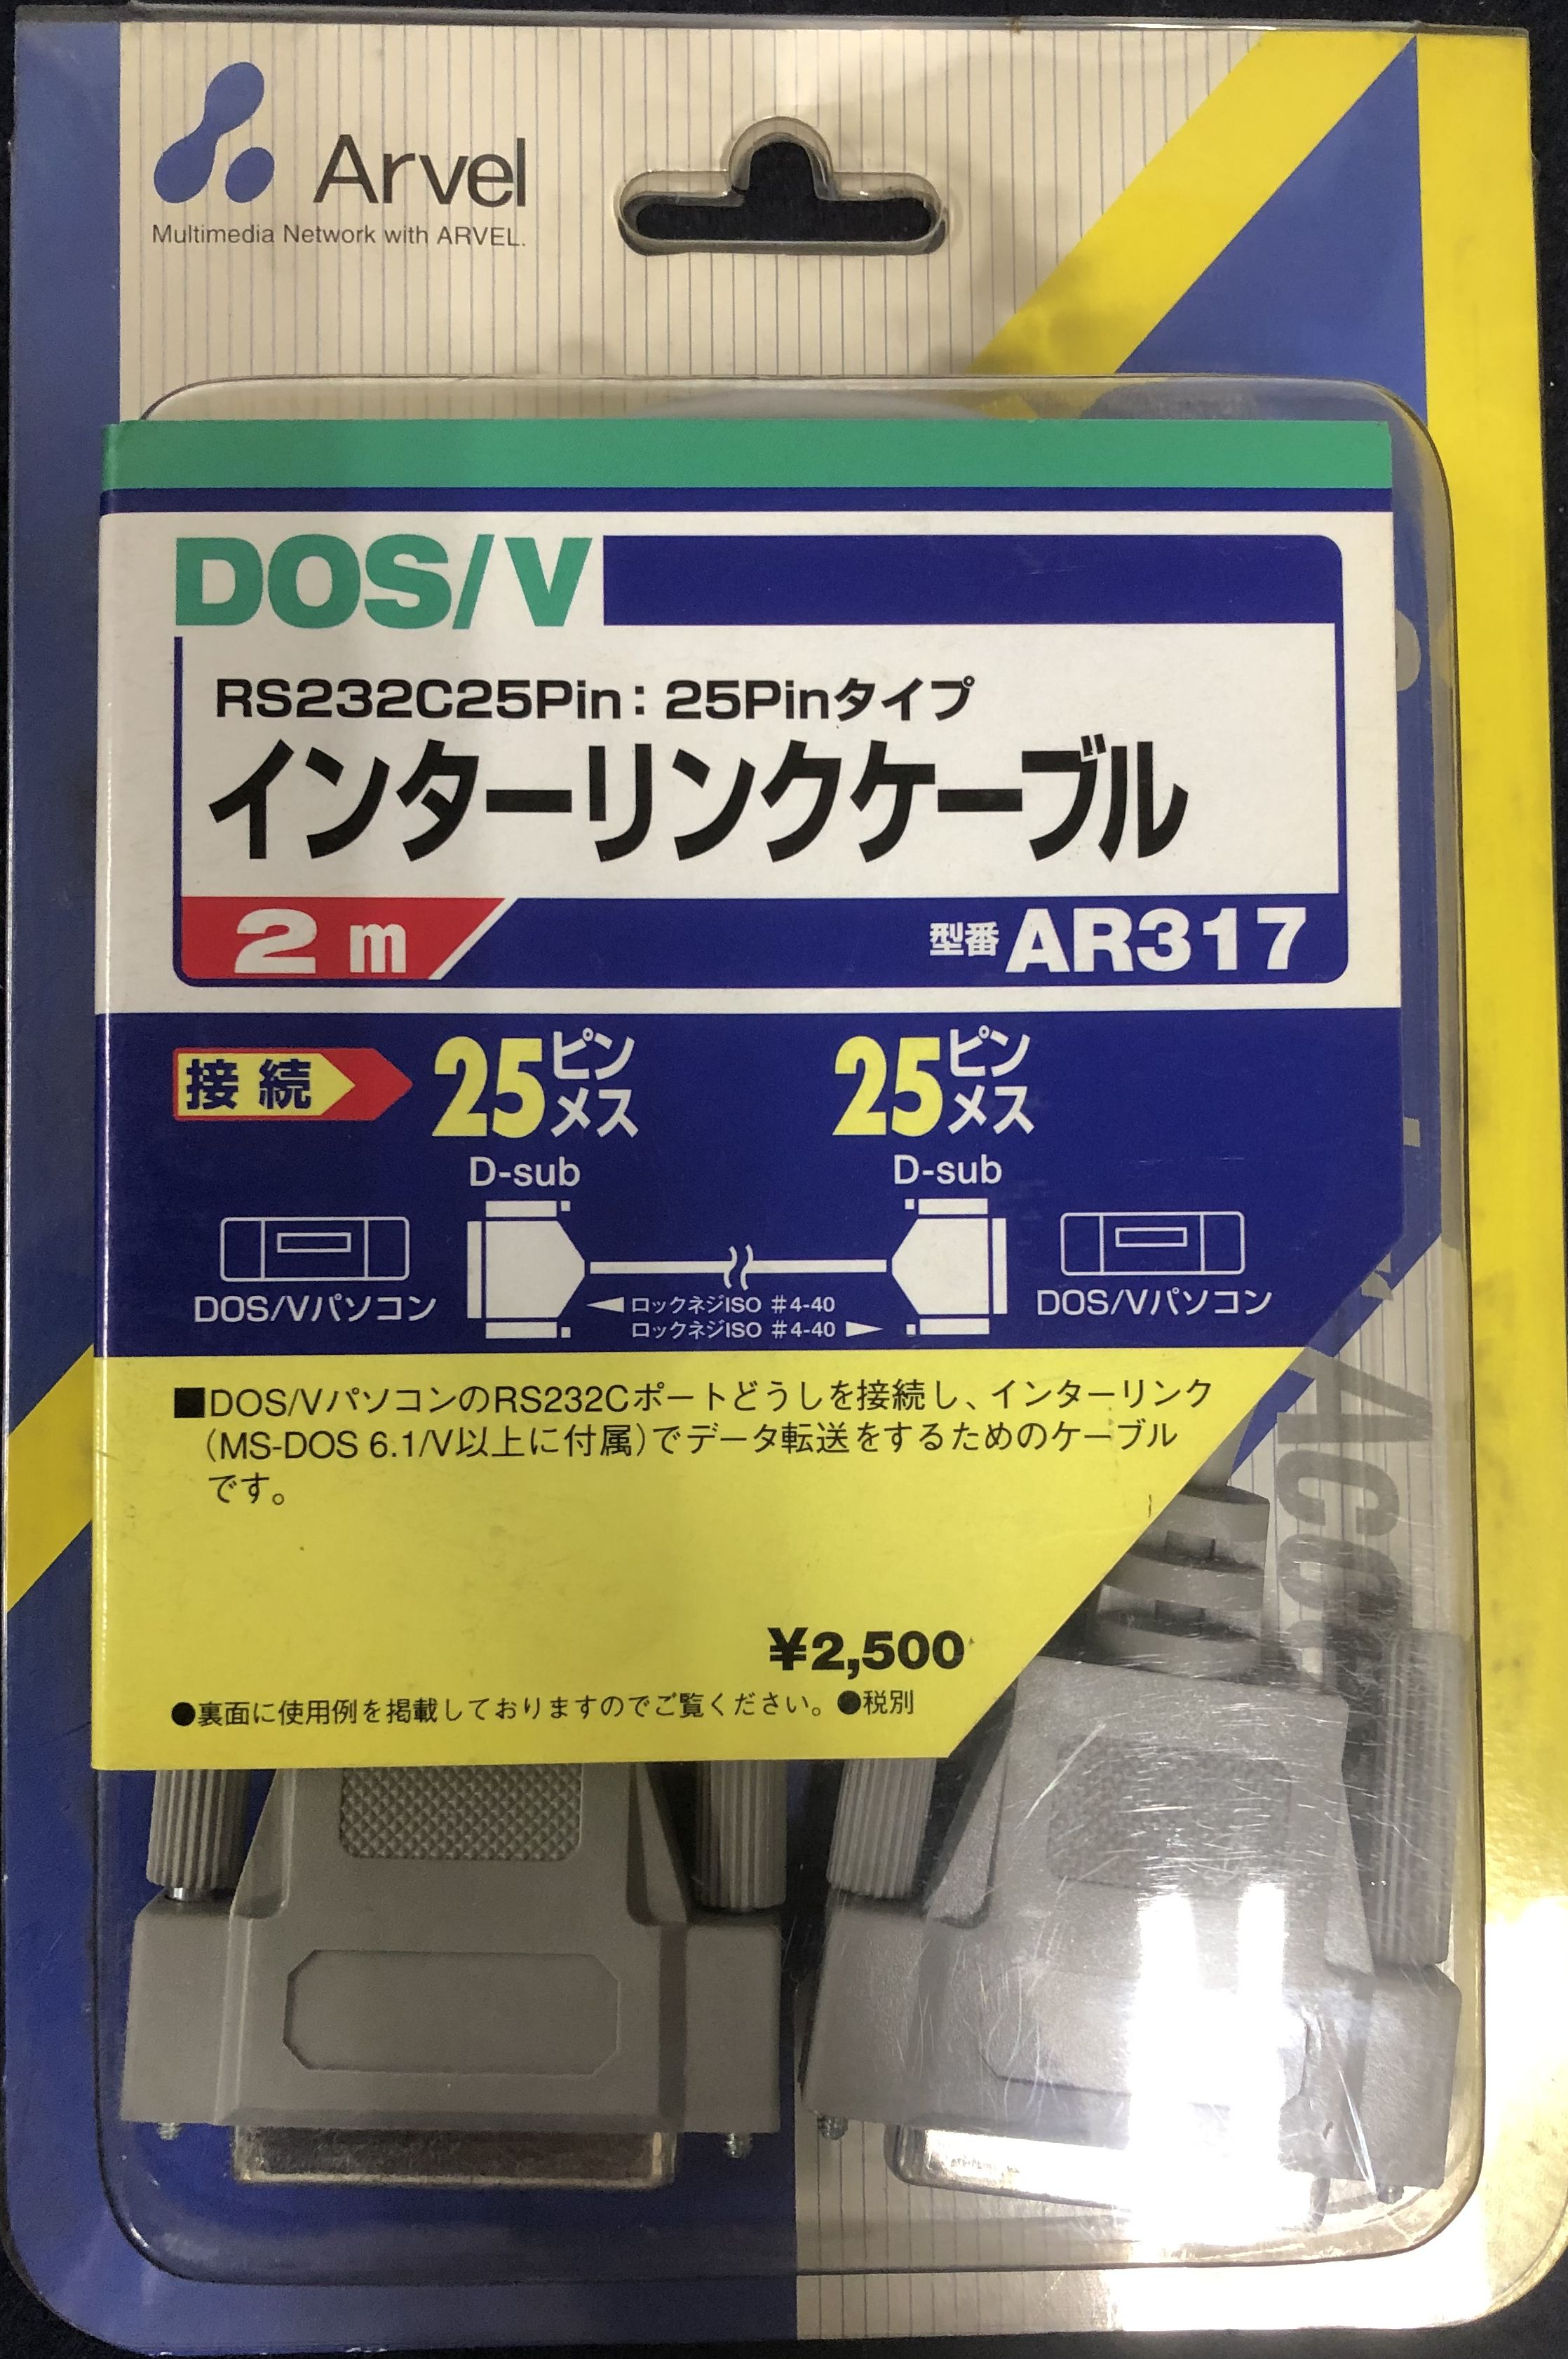 Arvel
Multimedia Network with ARVEL.
DOS/V
RS232C25Pin：25Pinタイプ
インターリンクケーブル
2m
型番AR317
接続
25ピンメス
25ピンメス
D-sub
D-sub
DOS/Vパソコン
DOS/Vパソコン
ロックネジISO #4-40
ロックネジISO #4-40
■DOS/VパソコンのRS232Cポートどうしを接続し、インターリンク
（MS-DOS 6.1/V以上に付属）でデータ転送をするためのケーブル
です。
¥2,500
●裏面に使用例を掲載しておりますのでご覧ください。●税別